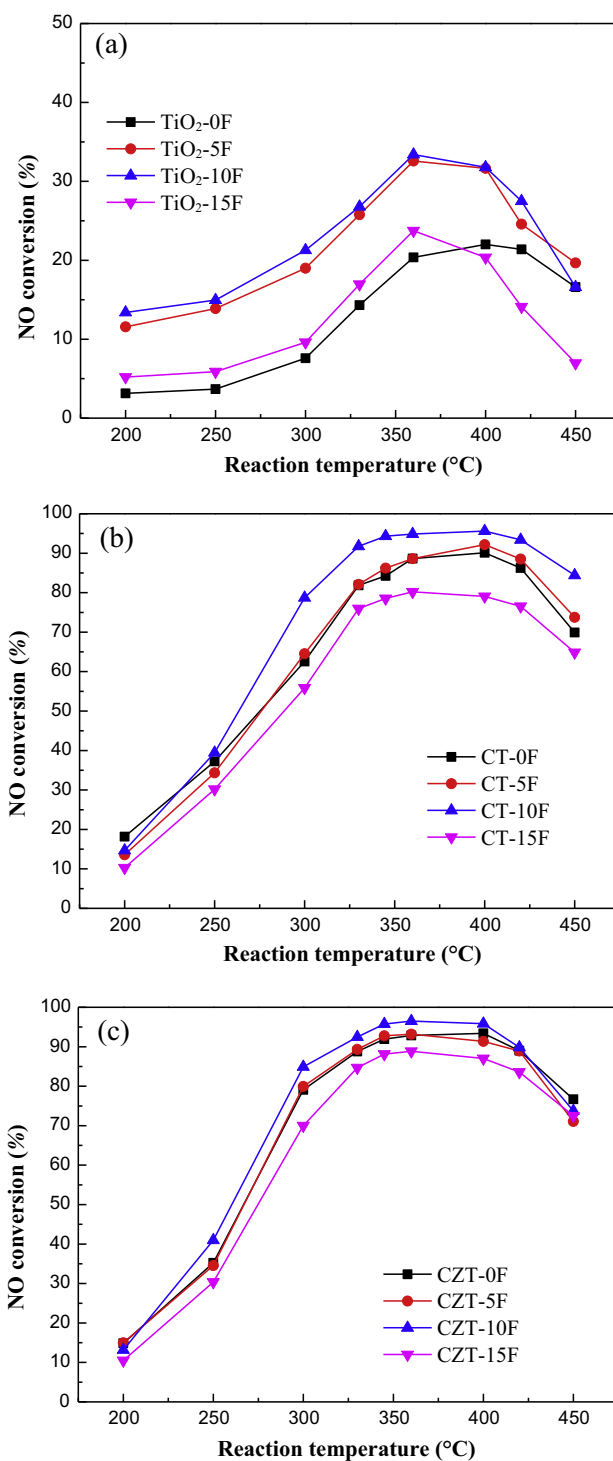 (a)
50
40
30
20
10
0
NO conversion (%)
TiO₂-0F
TiO₂-5F
TiO₂-10F
TiO₂-15F
200 250 300 350 400 450
Reaction temperature (°C)
(b)
100
90
80
70
60
50
40
30
20
10
0
NO conversion (%)
CT-0F
CT-5F
CT-10F
CT-15F
200 250 300 350 400 450
Reaction temperature (°C)
(c)
100
90
80
70
60
50
40
30
20
10
0
NO conversion (%)
CZT-0F
CZT-5F
CZT-10F
CZT-15F
200 250 300 350 400 450
Reaction temperature (°C)